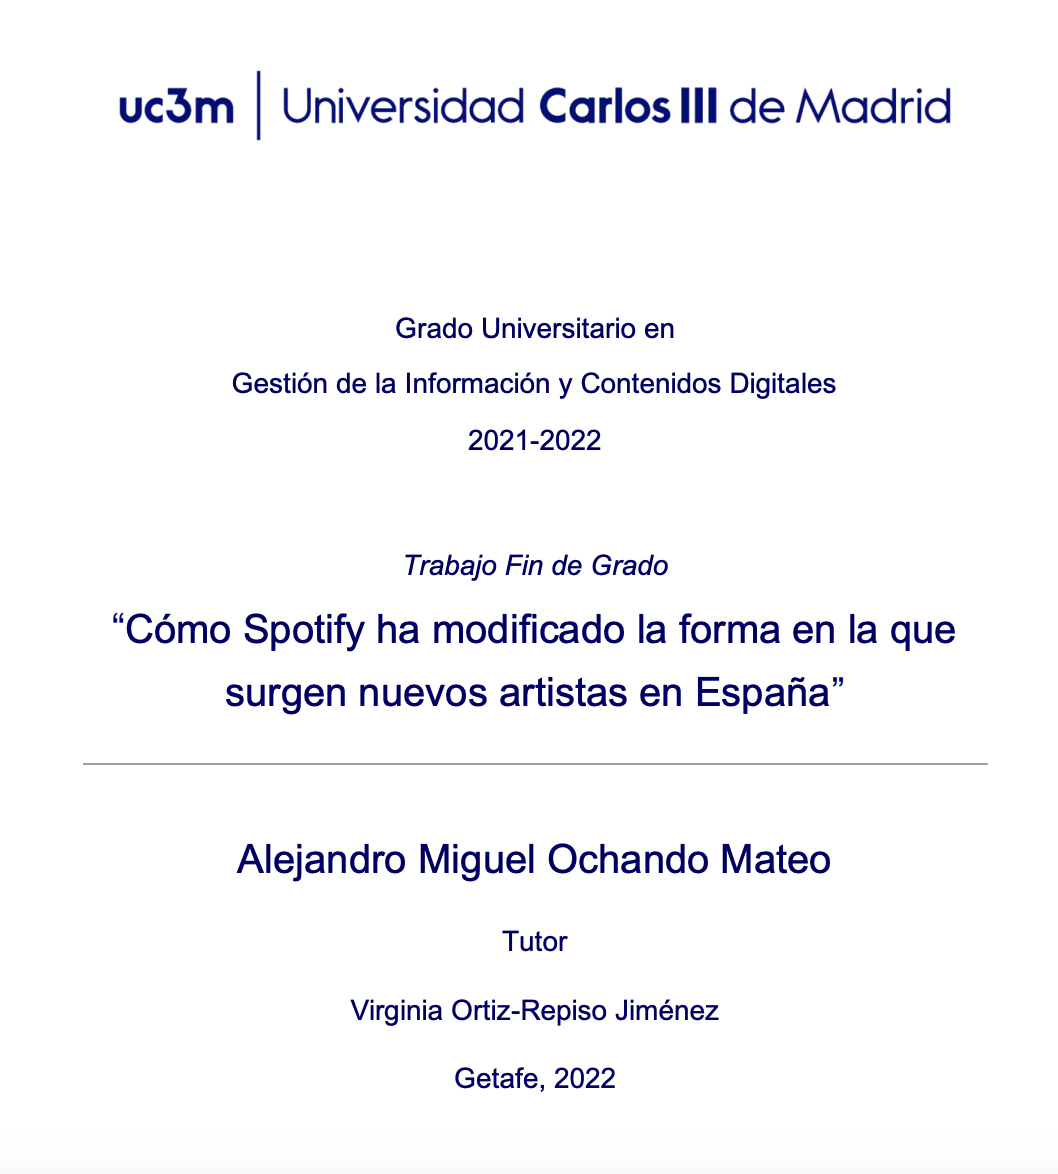 uc3m | Universidad Carlos III de Madrid
Grado Universitario en
Gestión de la Información y Contenidos Digitales
2021-2022
Trabajo Fin de Grado
“Cómo Spotify ha modificado la forma en la que
surgen nuevos artistas en España”
Alejandro Miguel Ochando Mateo
Tutor
Virginia Ortiz-Repiso Jiménez
Getafe, 2022